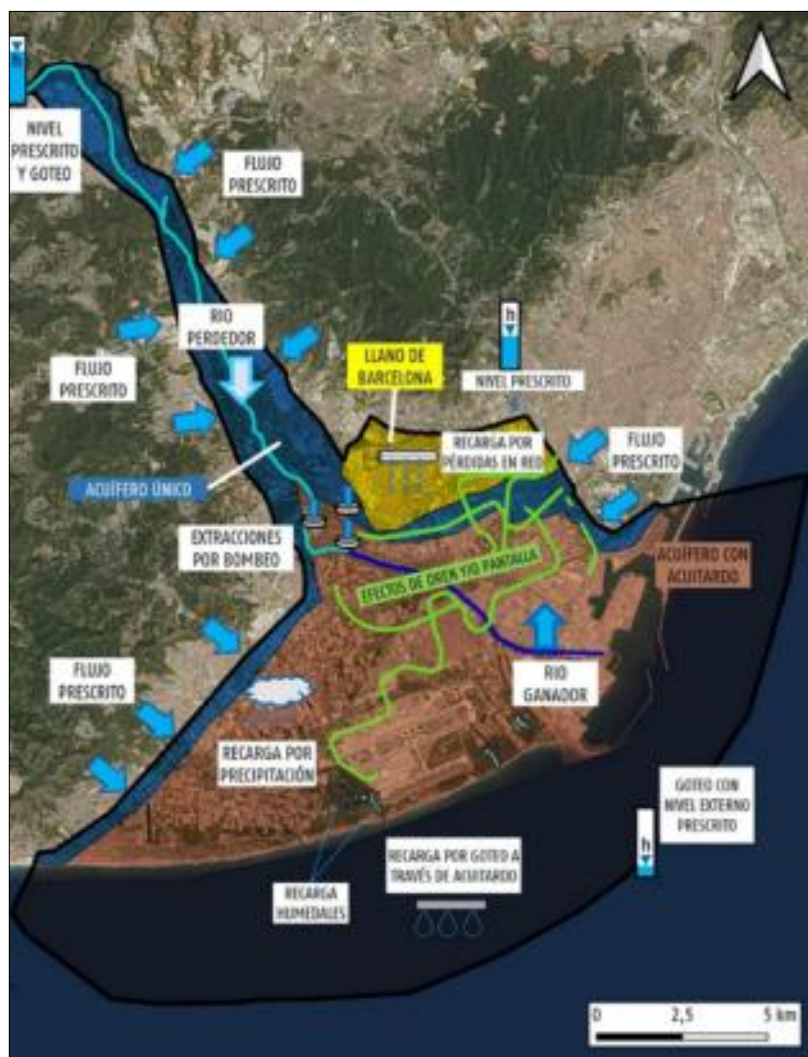 h
NIVEL
PRESCRITO
Y GOTEO
FLUJO
PRESCRITO
RIO
PERDEDOR
FLUJO
PRESCRITO
LLANO DE
BARCELONA
h
NIVEL PRESCRITO
RECARGA POR
PÉRDIDAS EN RED
FLUJO
PRESCRITO
ACUÍFERO ÚNICO
EXTRACCIONES
POR BOMBEO
EFECTOS DE DREN Y/O PANTALLA
ACUÍFERO CON
ACUITARDO
FLUJO
PRESCRITO
RIO
GANADOR
RECARGA POR
PRECIPITACIÓN
GOTEO CON
NIVEL EXTERNO
PRESCRITO
h
RECARGA POR GOTEO A
TRAVÉS DE ACUITARDO
RECARGA
HUMEDALES
0 2,5 5 km